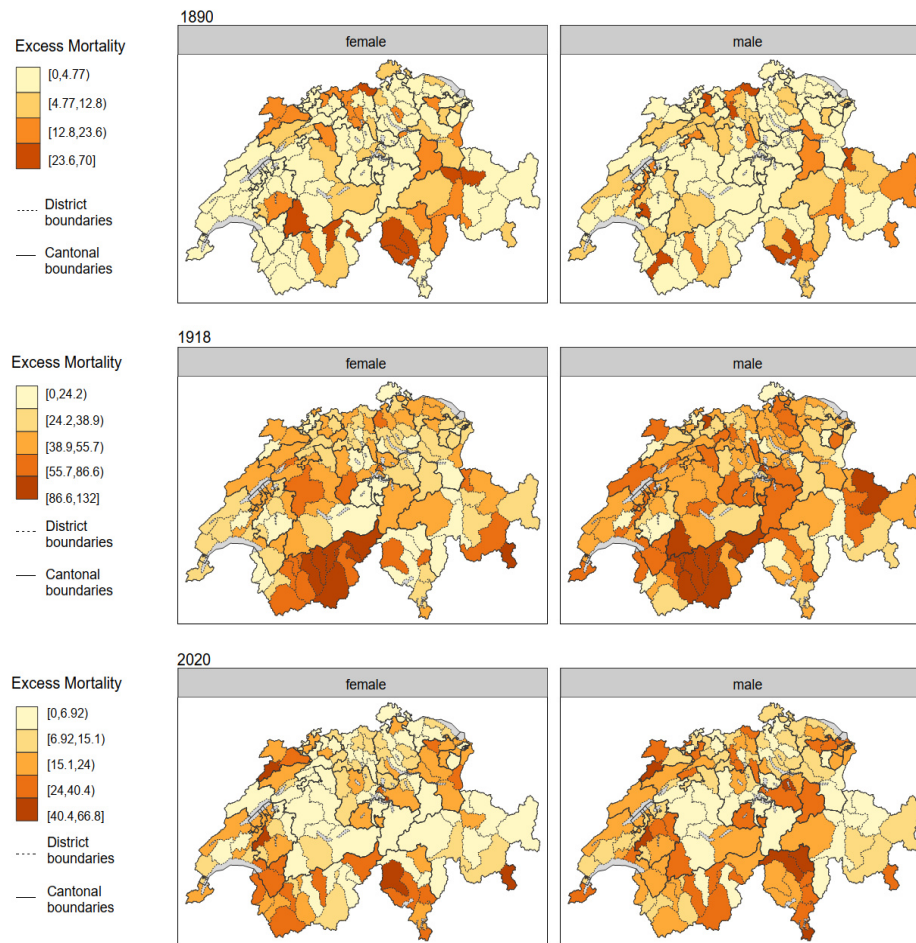 1890
Excess Mortality
female
male
[0,4.77)
[4.77,12.8)
[12.8,23.6)
[23.6,70]
District
boundaries
Cantonal
boundaries
1918
Excess Mortality
female
male
[0,24.2)
[24.2,38.9)
[38.9,55.7)
[55.7,86.6)
[86.6,132]
District
boundaries
Cantonal
boundaries
2020
Excess Mortality
female
male
[0,6.92)
[6.92,15.1)
[15.1,24)
[24,40.4)
[40.4,66.8]
District
boundaries
Cantonal
boundaries